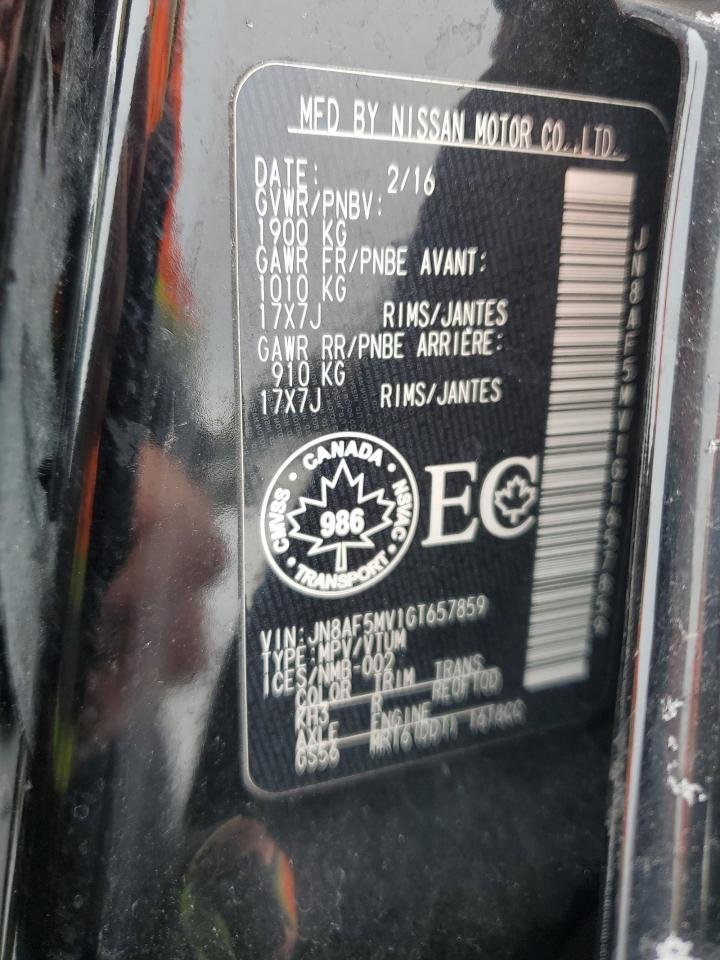 MFD BY NISSAN MOTOR CO.,LTD.
DATE: 2/16
GVWR/PNBV:
1900 KG
GAWR FR/PNBE AVANT:
1010 KG
17X7J RIMS/JANTES
GAWR RR/PNBE ARRIÈRE:
910 KG
17X7J RIMS/JANTES
CANADA
CMVSS NSVAC
986
TRANSPORT
EC
VIN:JN8AF5MV1GT657859
TYPE:MPV/VTUM
ICES/NMB-002
COLOR TRIM TRANS
KH3 K
AXLE ENGINE
GS56
JN8AF5MV1GT657859